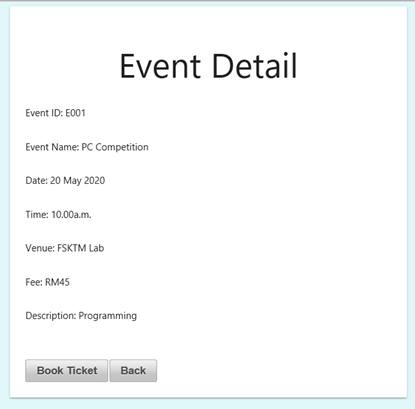 Event Detail
Event ID: E001
Event Name: PC Competition
Date: 20 May 2020
Time: 10.00a.m.
Venue: FSKTM Lab
Fee: RM45
Description: Programming
Book Ticket Back